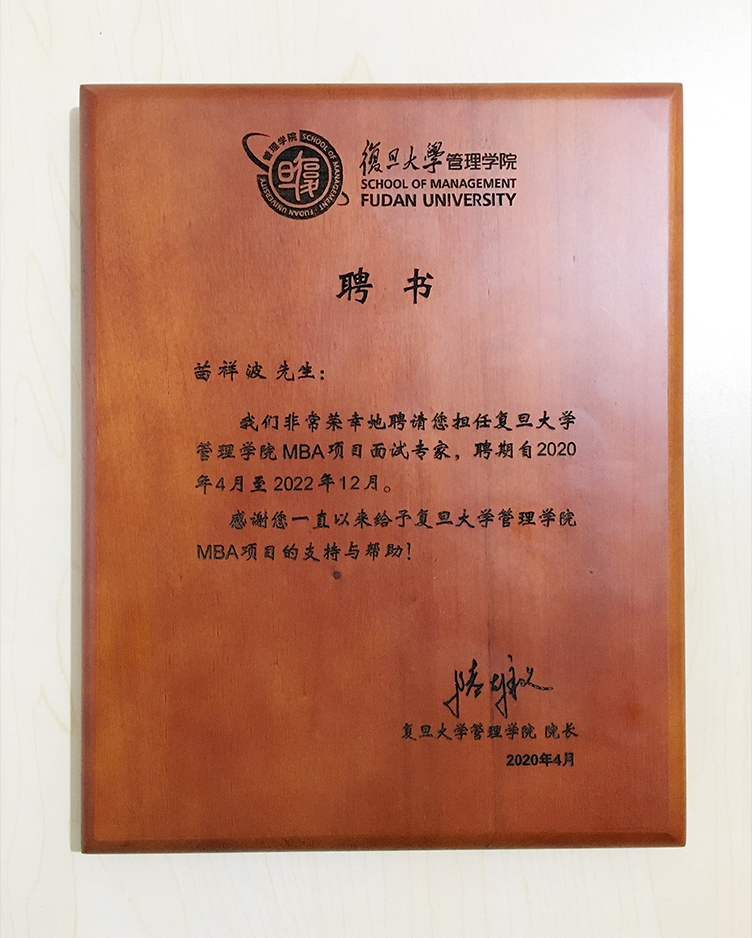 管理学院 SCHOOL OF MANAGEMENT · FUDAN UNIVERSITY
復旦
復旦大學管理学院
SCHOOL OF MANAGEMENT
FUDAN UNIVERSITY
聘 书
苗祥波 先生：
我们非常荣幸地聘请您担任复旦大学
管理学院MBA项目面试专家，聘期自2020
年4月至2022年12月。
感谢您一直以来给予复旦大学管理学院
MBA项目的支持与帮助！
复旦大学管理学院 院长
2020年4月